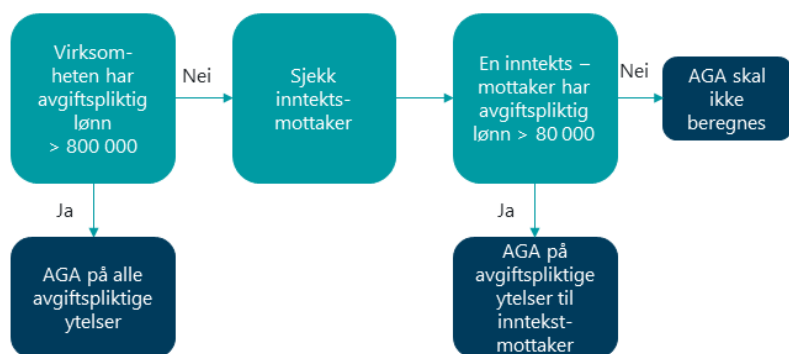 Virksom-
heten har
avgiftspliktig
lønn
> 800 000
Nei
Sjekk
inntekts-
mottaker
En inntekts –
mottaker har
avgiftspliktig
lønn > 80 000
Nei
AGA skal
ikke
beregnes
Ja
AGA på alle
avgiftspliktige
ytelser
Ja
AGA på
avgiftspliktige
ytelser til
inntekst-
mottaker